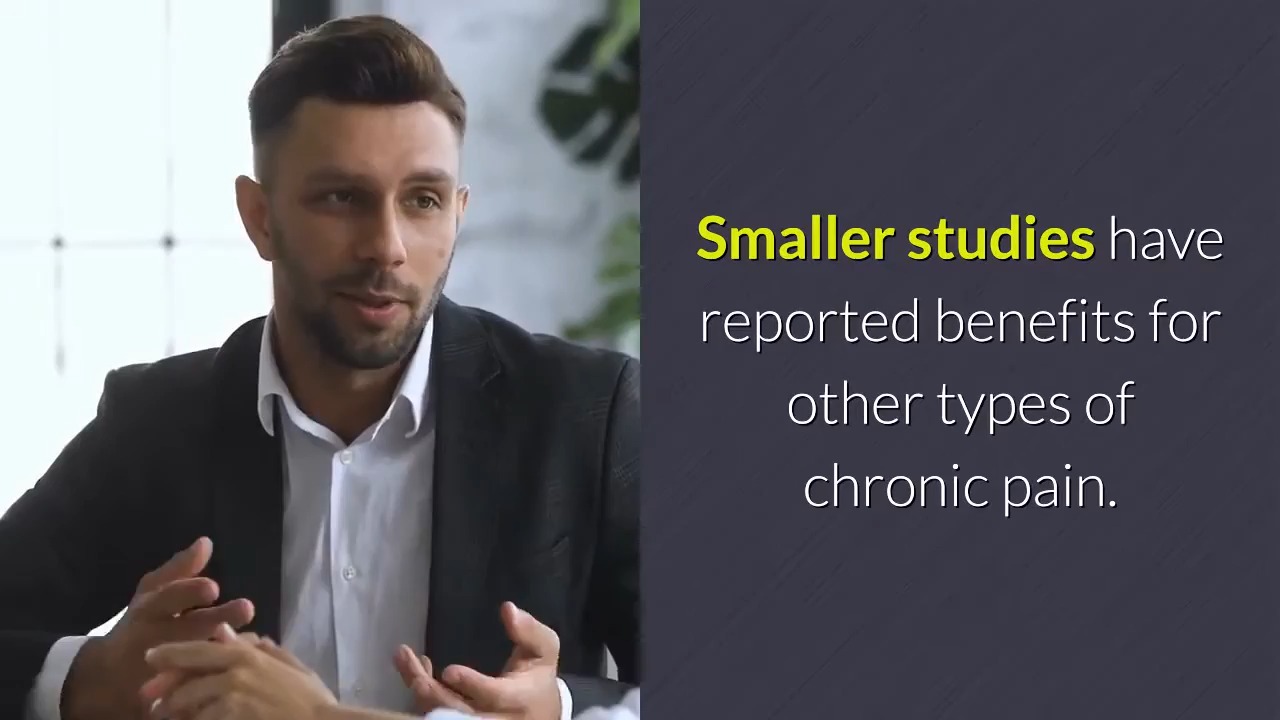 Smaller studies have
reported benefits for
other types of
chronic pain.